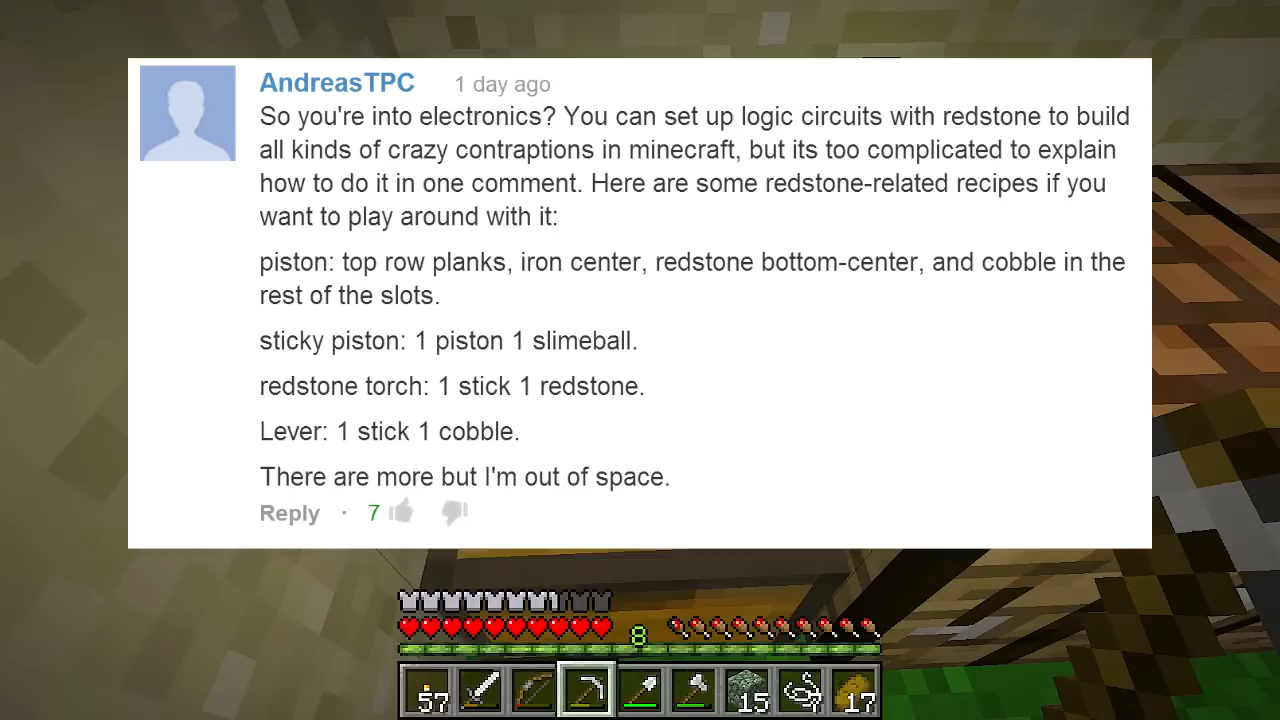 AndreasTPC 1 day ago
So you're into electronics? You can set up logic circuits with redstone to build
all kinds of crazy contraptions in minecraft, but its too complicated to explain
how to do it in one comment. Here are some redstone-related recipes if you
want to play around with it:
piston: top row planks, iron center, redstone bottom-center, and cobble in the
rest of the slots.
sticky piston: 1 piston 1 slimeball.
redstone torch: 1 stick 1 redstone.
Lever: 1 stick 1 cobble.
There are more but I'm out of space.
Reply · 7
8
57 15 17